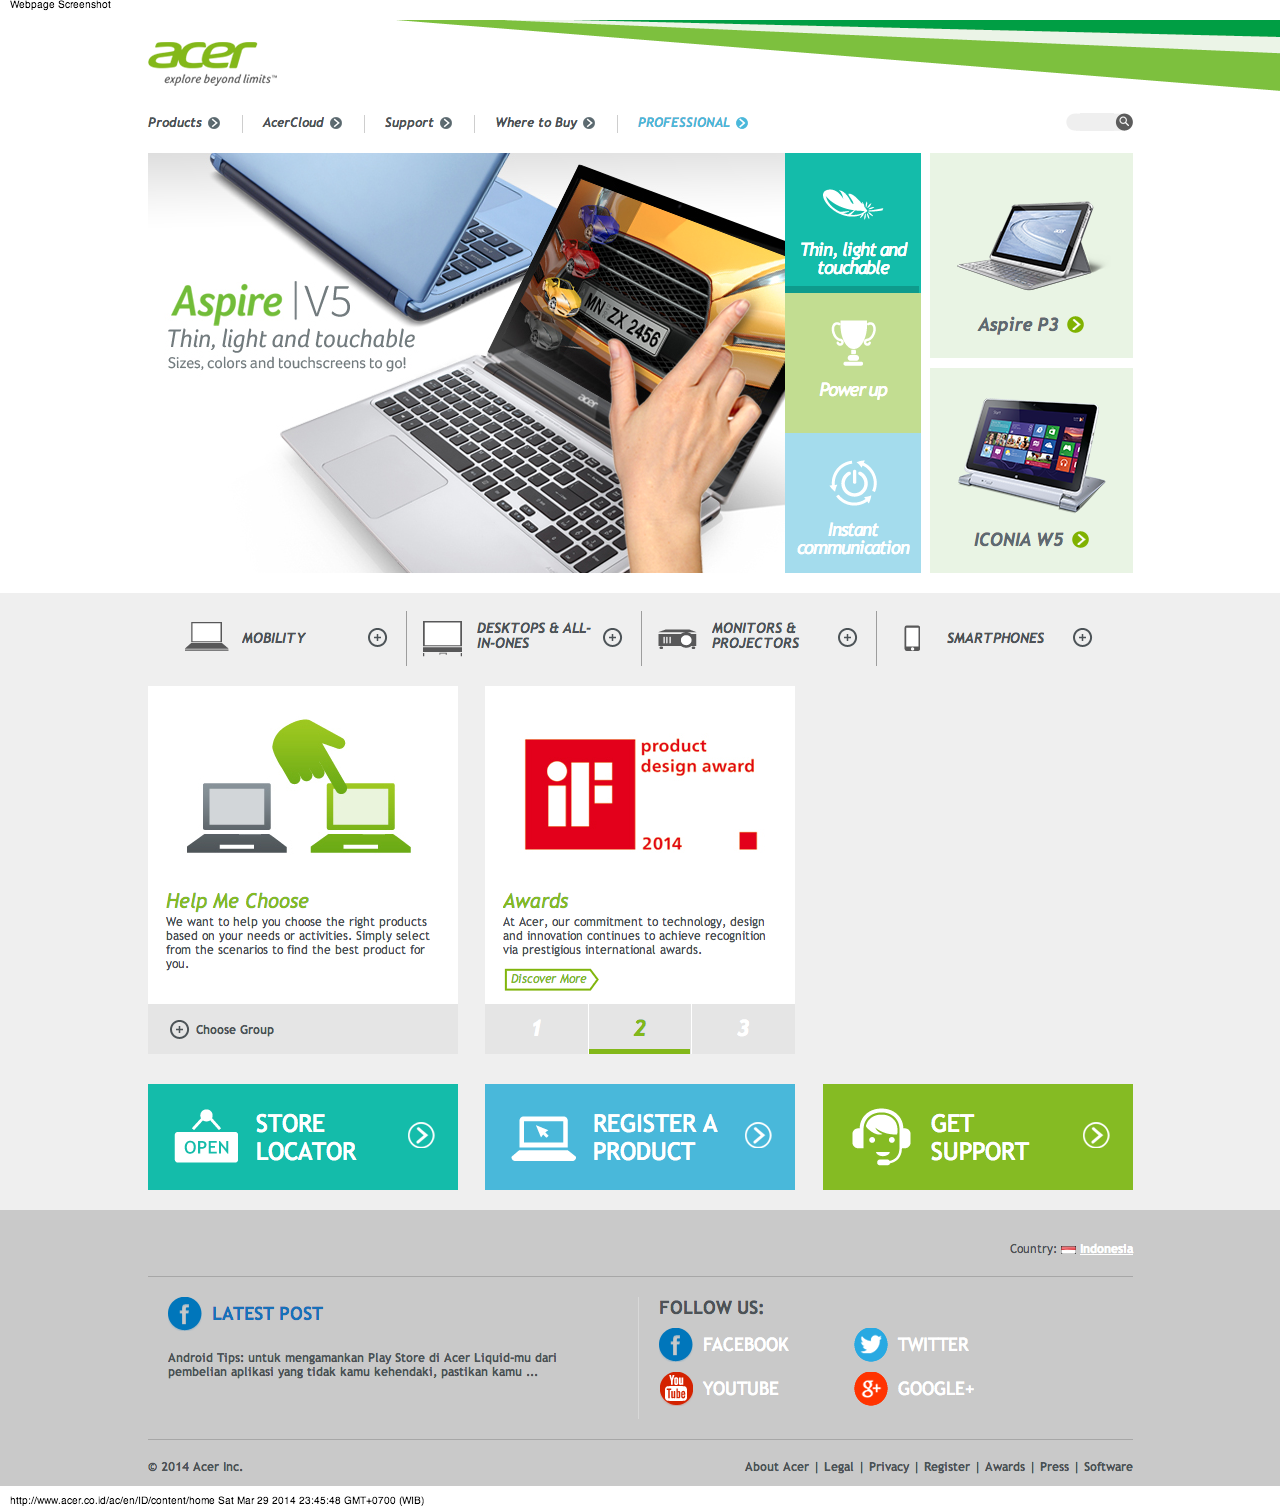 Webpage Screenshot
acer
explore beyond limits™
Products
AcerCloud
Support
Where to Buy
PROFESSIONAL
Aspire | V5
Thin, light and touchable
Sizes, colors and touchscreens to go!
MN ZX 2456
acer
Thin, light and
touchable
Power up
Instant
communication
Aspire P3
ICONIA W5
MOBILITY
DESKTOPS & ALL-
IN-ONES
MONITORS &
PROJECTORS
SMARTPHONES
iF
product
design award
2014
Help Me Choose
We want to help you choose the right products
based on your needs or activities. Simply select
from the scenarios to find the best product for
you.
Choose Group
Awards
At Acer, our commitment to technology, design
and innovation continues to achieve recognition
via prestigious international awards.
Discover More
1
2
3
OPEN
STORE
LOCATOR
REGISTER A
PRODUCT
GET
SUPPORT
Country: Indonesia
f LATEST POST
Android Tips: untuk mengamankan Play Store di Acer Liquid-mu dari
pembelian aplikasi yang tidak kamu kehendaki, pastikan kamu ...
FOLLOW US:
f FACEBOOK
TWITTER
You Tube YOUTUBE
g+ GOOGLE+
© 2014 Acer Inc.
About Acer | Legal | Privacy | Register | Awards | Press | Software
http://www.acer.co.id/ac/en/ID/content/home Sat Mar 29 2014 23:45:48 GMT+0700 (WIB)